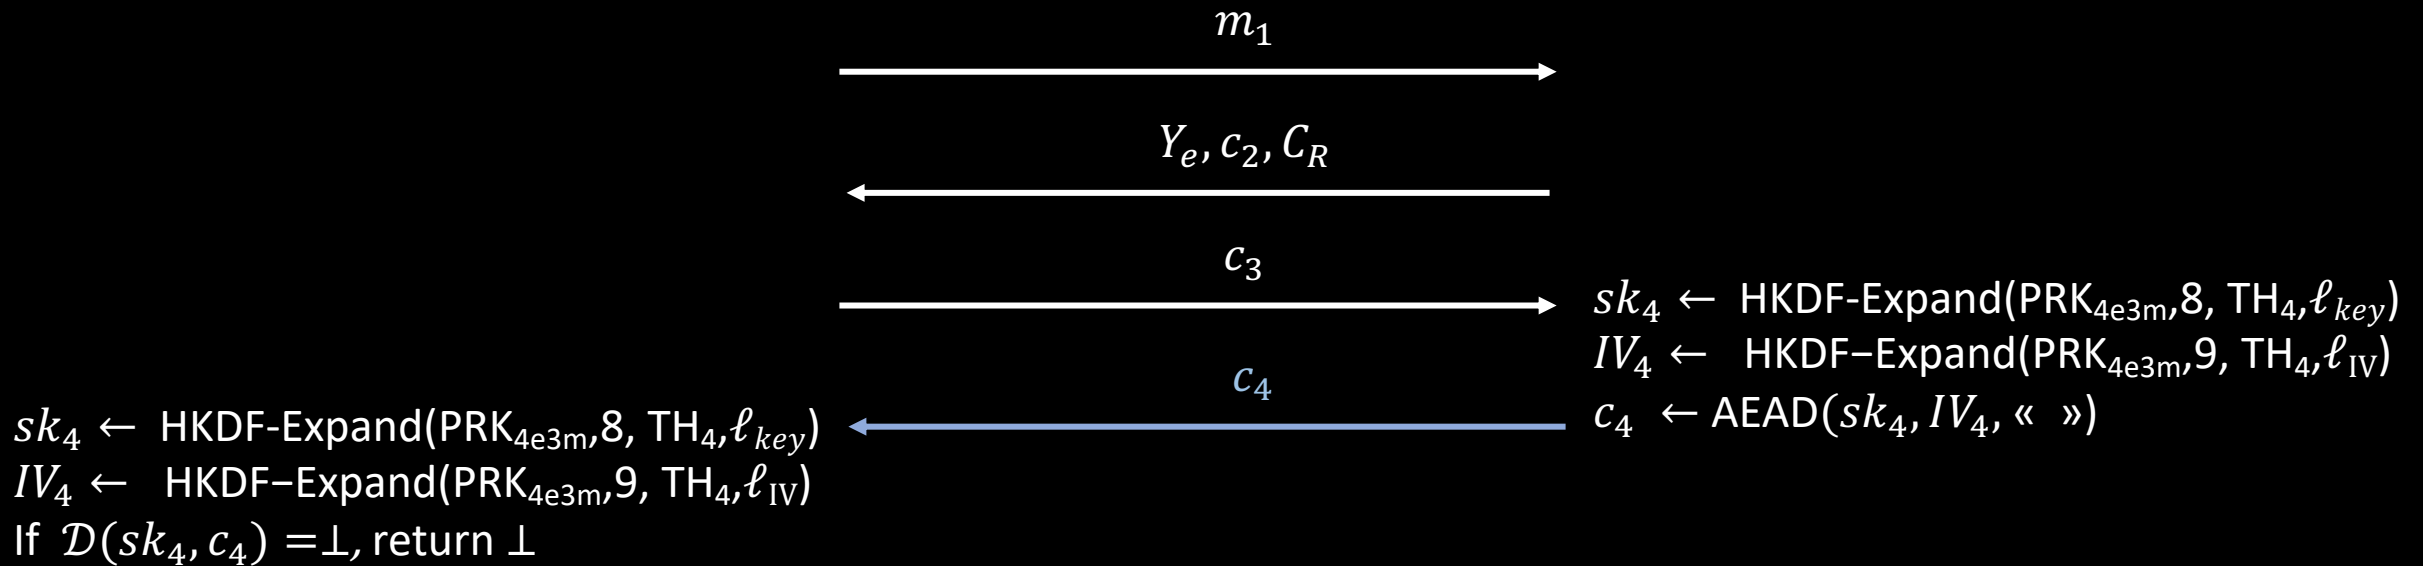 m₁
Yₑ, c₂, C_R
c₃
sk₄ ← HKDF-Expand(PRK₄ₑ₃ₘ,8, TH₄,ℓ_key)
IV₄ ← HKDF−Expand(PRK₄ₑ₃ₘ,9, TH₄,ℓ_IV)
c₄ ← AEAD(sk₄, IV₄, « »)
c₄
sk₄ ← HKDF-Expand(PRK₄ₑ₃ₘ,8, TH₄,ℓ_key)
IV₄ ← HKDF−Expand(PRK₄ₑ₃ₘ,9, TH₄,ℓ_IV)
If 𝒟(sk₄, c₄) =⊥, return ⊥